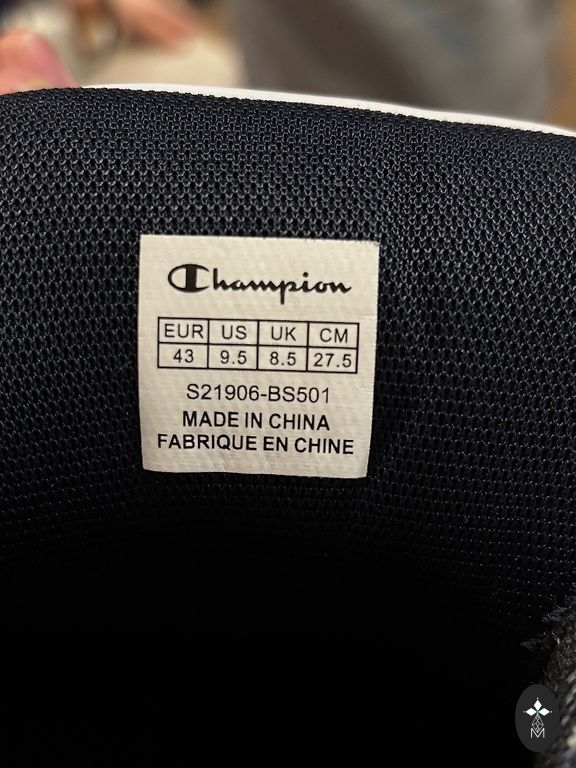 Champion
EUR US UK CM
43 9.5 8.5 27.5
S21906-BS501
MADE IN CHINA
FABRIQUE EN CHINE
M